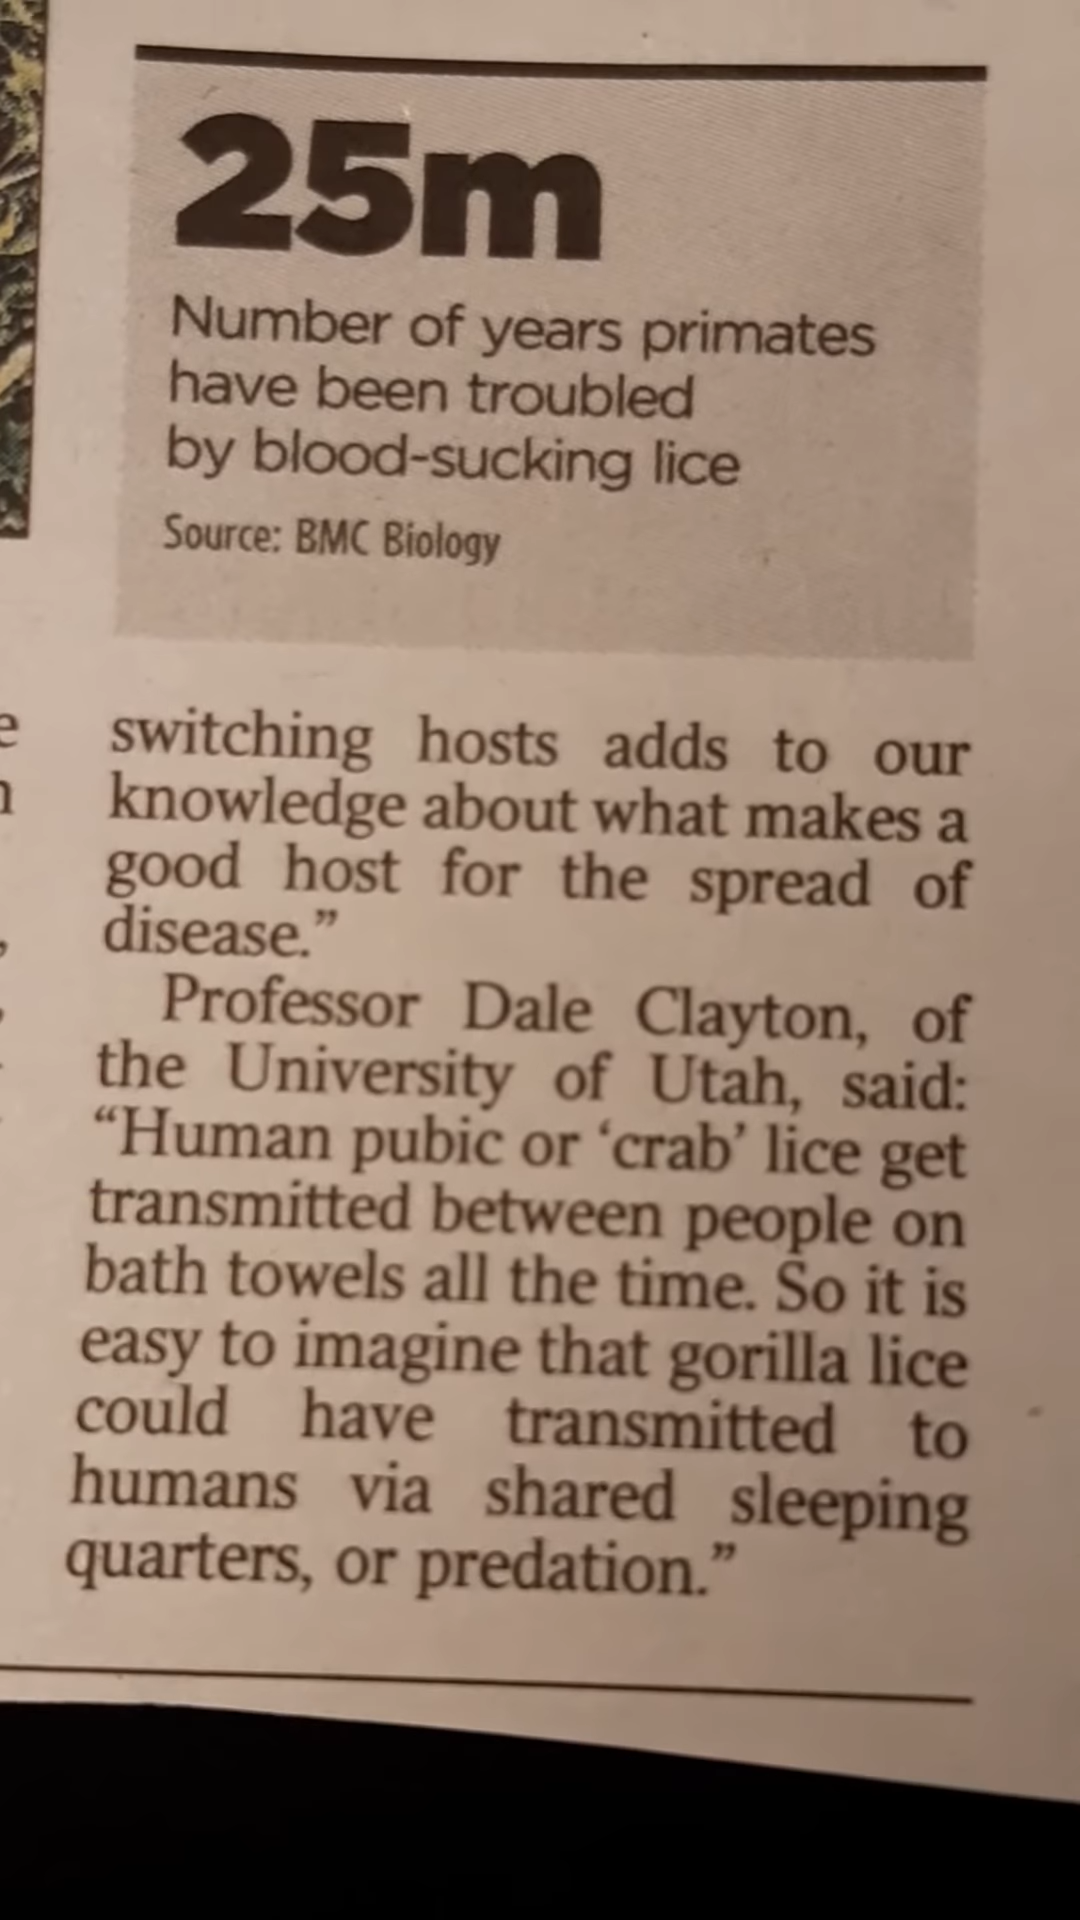 25m
Number of years primates
have been troubled
by blood-sucking lice
Source: BMC Biology
switching hosts adds to our
knowledge about what makes a
good host for the spread of
disease.”
Professor Dale Clayton, of
the University of Utah, said:
“Human pubic or ‘crab’ lice get
transmitted between people on
bath towels all the time. So it is
easy to imagine that gorilla lice
could have transmitted to
humans via shared sleeping
quarters, or predation.”